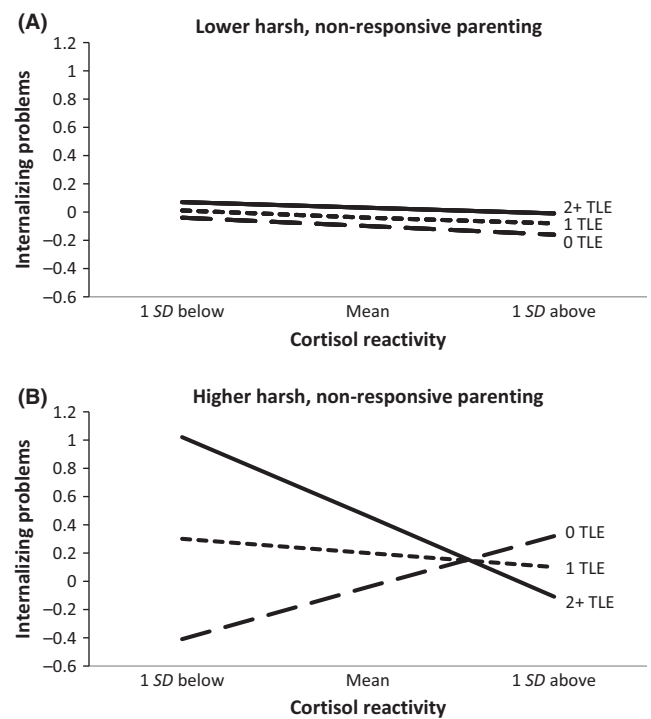 (A)
Lower harsh, non-responsive parenting
Internalizing problems
1.2
1
0.8
0.6
0.4
0.2
0
–0.2
–0.4
–0.6
2+ TLE
1 TLE
0 TLE
1 SD below Mean 1 SD above
Cortisol reactivity
(B)
Higher harsh, non-responsive parenting
Internalizing problems
1.2
1
0.8
0.6
0.4
0.2
0
–0.2
–0.4
–0.6
0 TLE
1 TLE
2+ TLE
1 SD below Mean 1 SD above
Cortisol reactivity